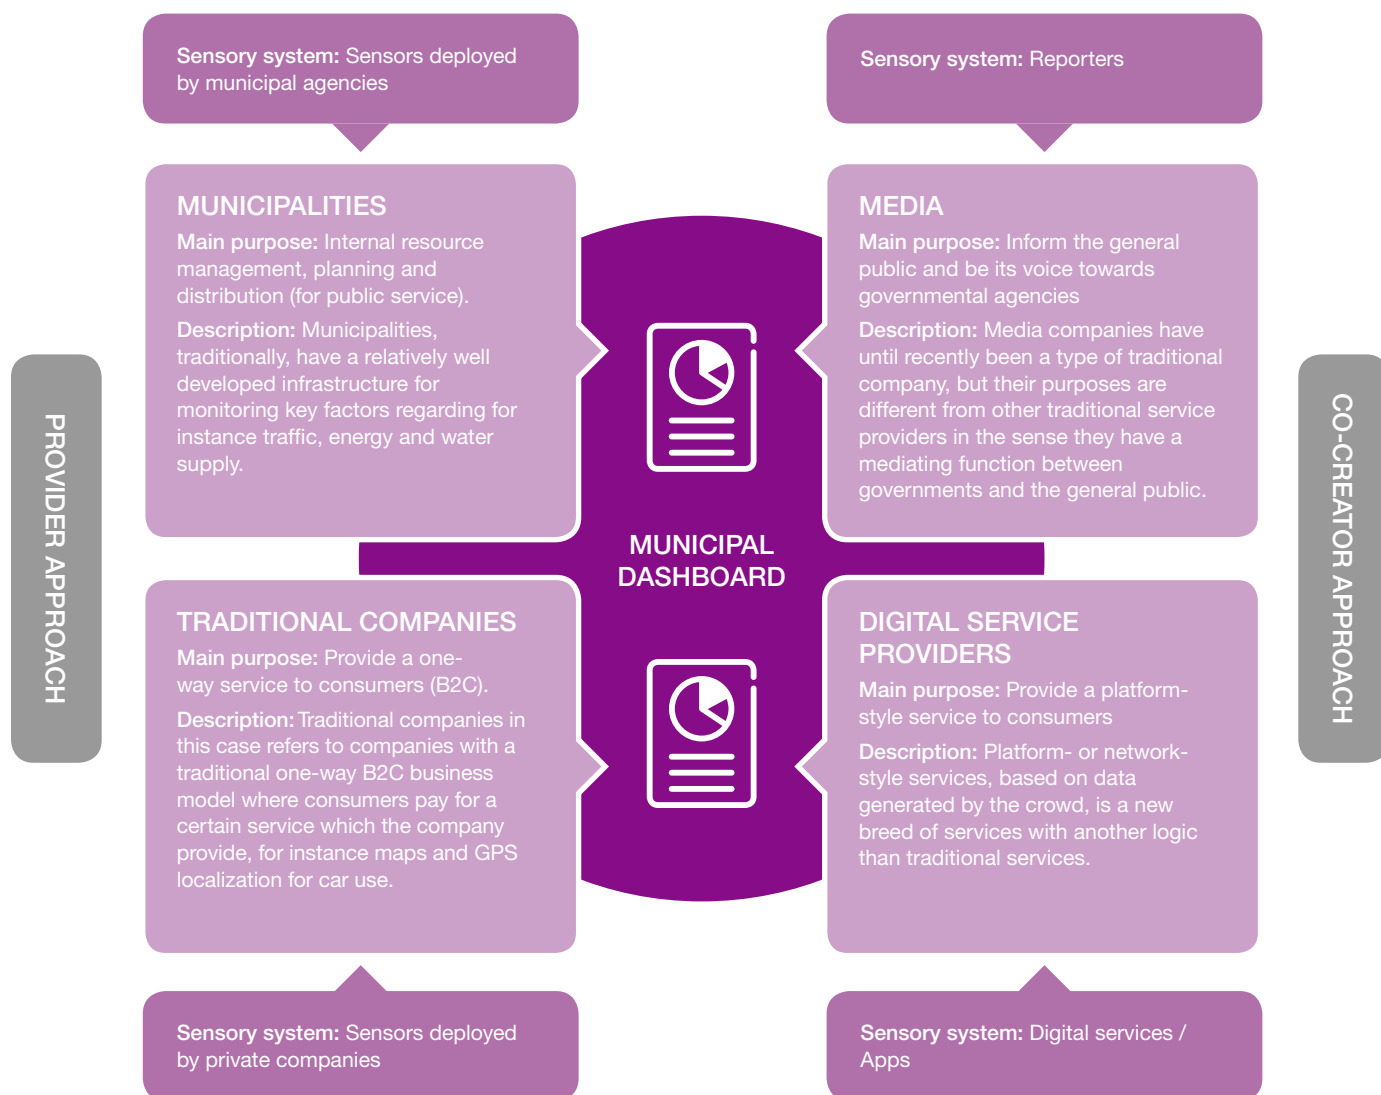 Sensory system: Sensors deployed
by municipal agencies
Sensory system: Reporters
PROVIDER APPROACH
MUNICIPALITIES
Main purpose: Internal resource
management, planning and
distribution (for public service).
Description: Municipalities,
traditionally, have a relatively well
developed infrastructure for
monitoring key factors regarding for
instance traffic, energy and water
supply.
MEDIA
Main purpose: Inform the general
public and be its voice towards
governmental agencies
Description: Media companies have
until recently been a type of traditional
company, but their purposes are
different from other traditional service
providers in the sense they have a
mediating function between
governments and the general public.
CO-CREATOR APPROACH
MUNICIPAL
DASHBOARD
TRADITIONAL COMPANIES
Main purpose: Provide a one-
way service to consumers (B2C).
Description: Traditional companies in
this case refers to companies with a
traditional one-way B2C business
model where consumers pay for a
certain service which the company
provide, for instance maps and GPS
localization for car use.
DIGITAL SERVICE
PROVIDERS
Main purpose: Provide a platform-
style service to consumers
Description: Platform- or network-
style services, based on data
generated by the crowd, is a new
breed of services with another logic
than traditional services.
Sensory system: Sensors deployed
by private companies
Sensory system: Digital services /
Apps